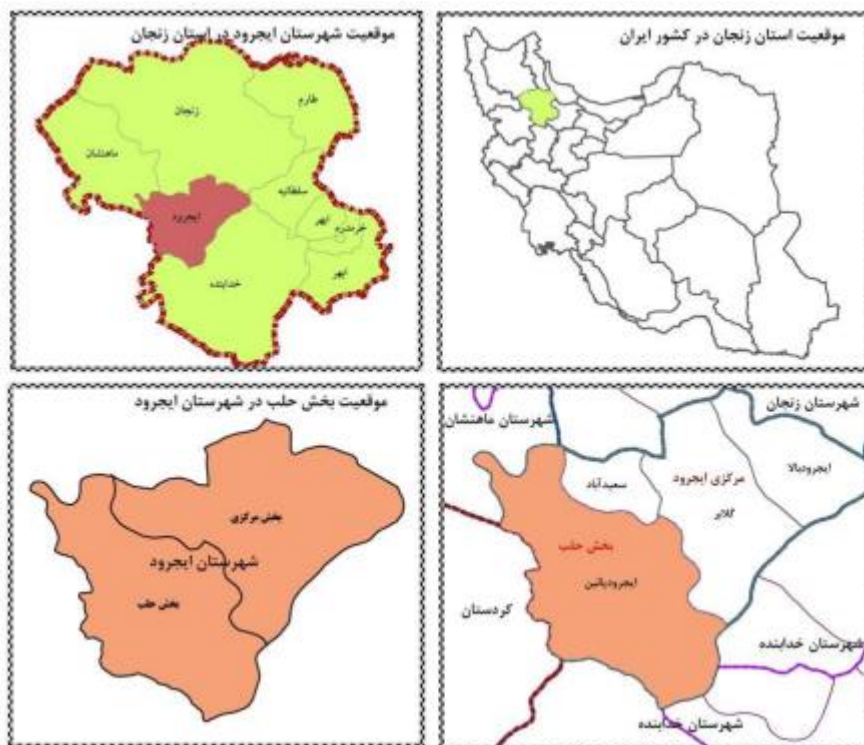 موقعیت استان زنجان در کشور ایران
موقعیت شهرستان ایجرود در استان زنجان
طارم
زنجان
ماهنشان
سلطانیه
ایجرود
ابهر
خرمدره
ابهر
خدابنده
شهرستان زنجان
شهرستان ماهنشان
ایجرودبالا
مرکزی ایجرود
سعیدآباد
گلابر
بخش حلب
ایجرودپائین
کردستان
شهرستان خدابنده
شهرستان خدابنده
موقعیت بخش حلب در شهرستان ایجرود
بخش مرکزی
شهرستان ایجرود
بخش حلب